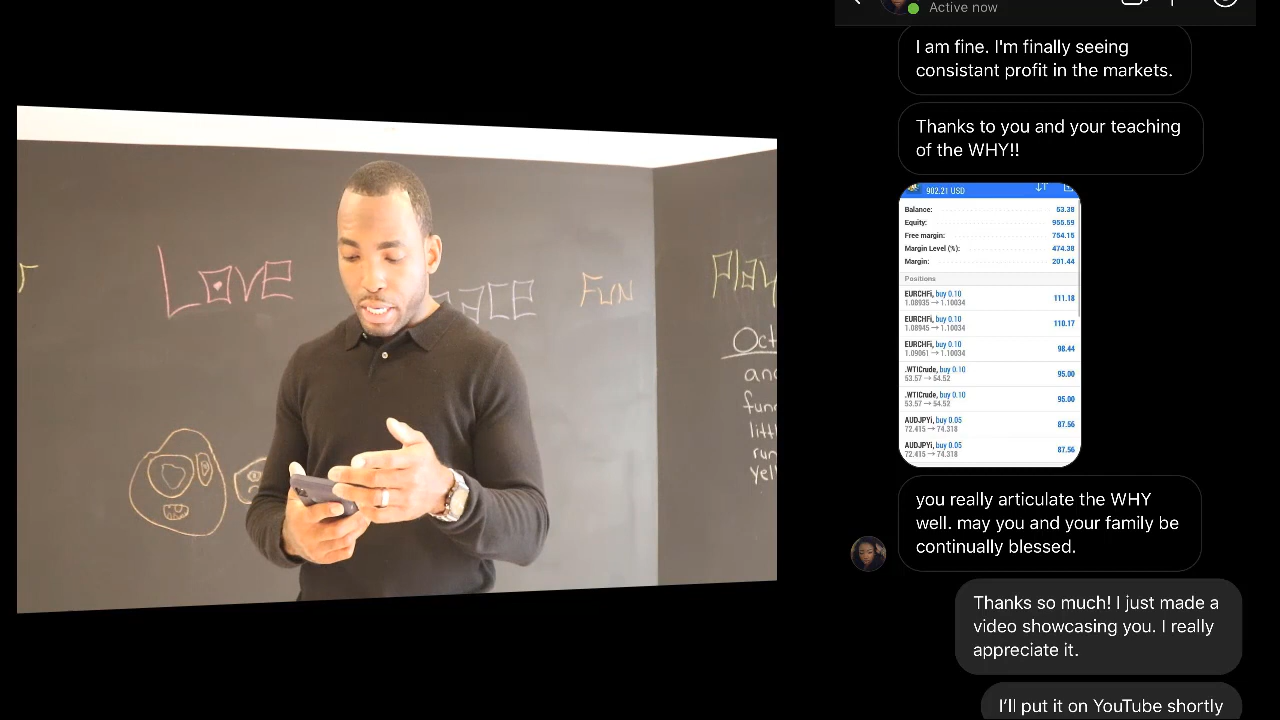 Love
ACE
Fun
Play
Oct
and
fun
litt
run
Yel
Active now
I am fine. I'm finally seeing
consistant profit in the markets.
Thanks to you and your teaching
of the WHY!!
902.21 USD
Balance: 53.38
Equity: 955.59
Free margin: 754.15
Margin Level (%): 474.38
Margin: 201.44
Positions
EURCHFi, buy 0.10
1.08935 → 1.10034 111.18
EURCHFi, buy 0.10
1.08945 → 1.10034 110.17
EURCHFi, buy 0.10
1.09061 → 1.10034 98.44
.WTICrude, buy 0.10
53.57 → 54.52 95.00
.WTICrude, buy 0.10
53.57 → 54.52 95.00
AUDJPYi, buy 0.05
72.415 → 74.318 87.56
AUDJPYi, buy 0.05
72.415 → 74.318 87.56
you really articulate the WHY
well. may you and your family be
continually blessed.
Thanks so much! I just made a
video showcasing you. I really
appreciate it.
I'll put it on YouTube shortly